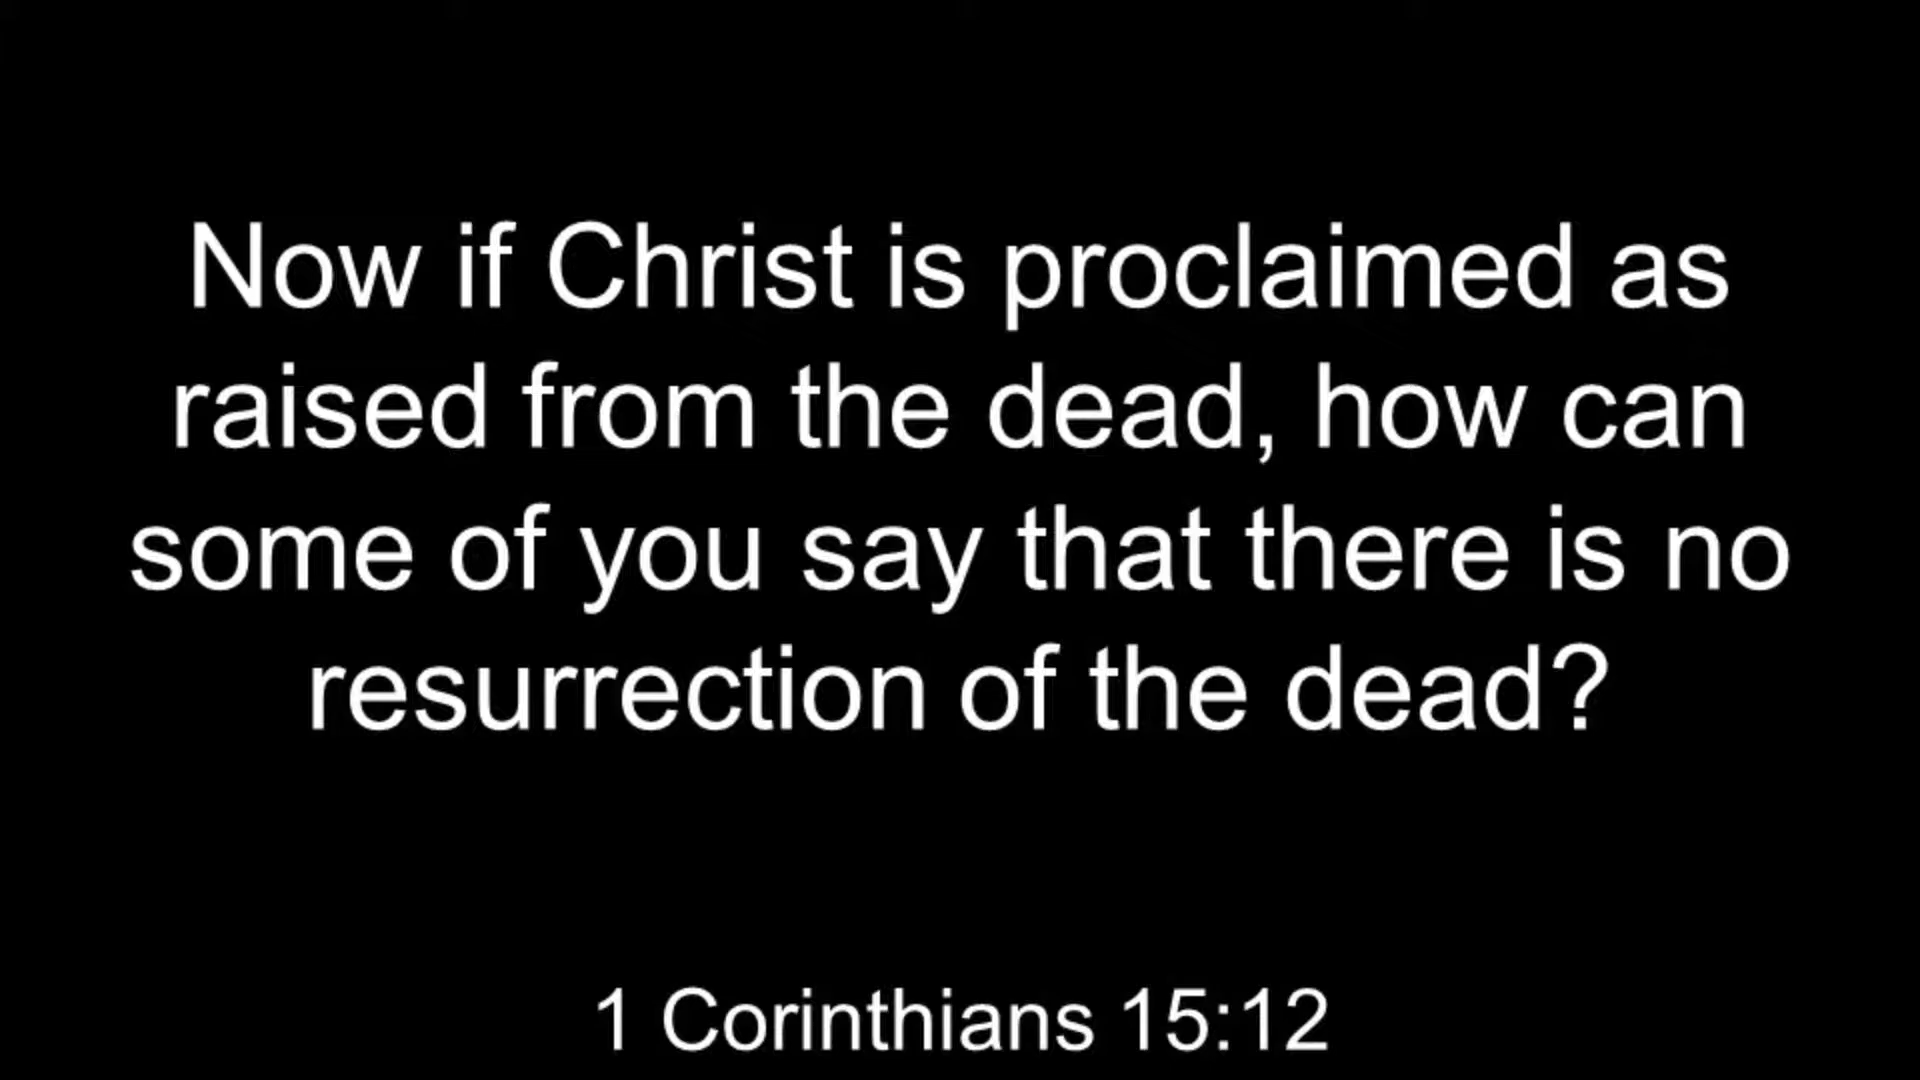 Now if Christ is proclaimed as
raised from the dead, how can
some of you say that there is no
resurrection of the dead?
1 Corinthians 15:12